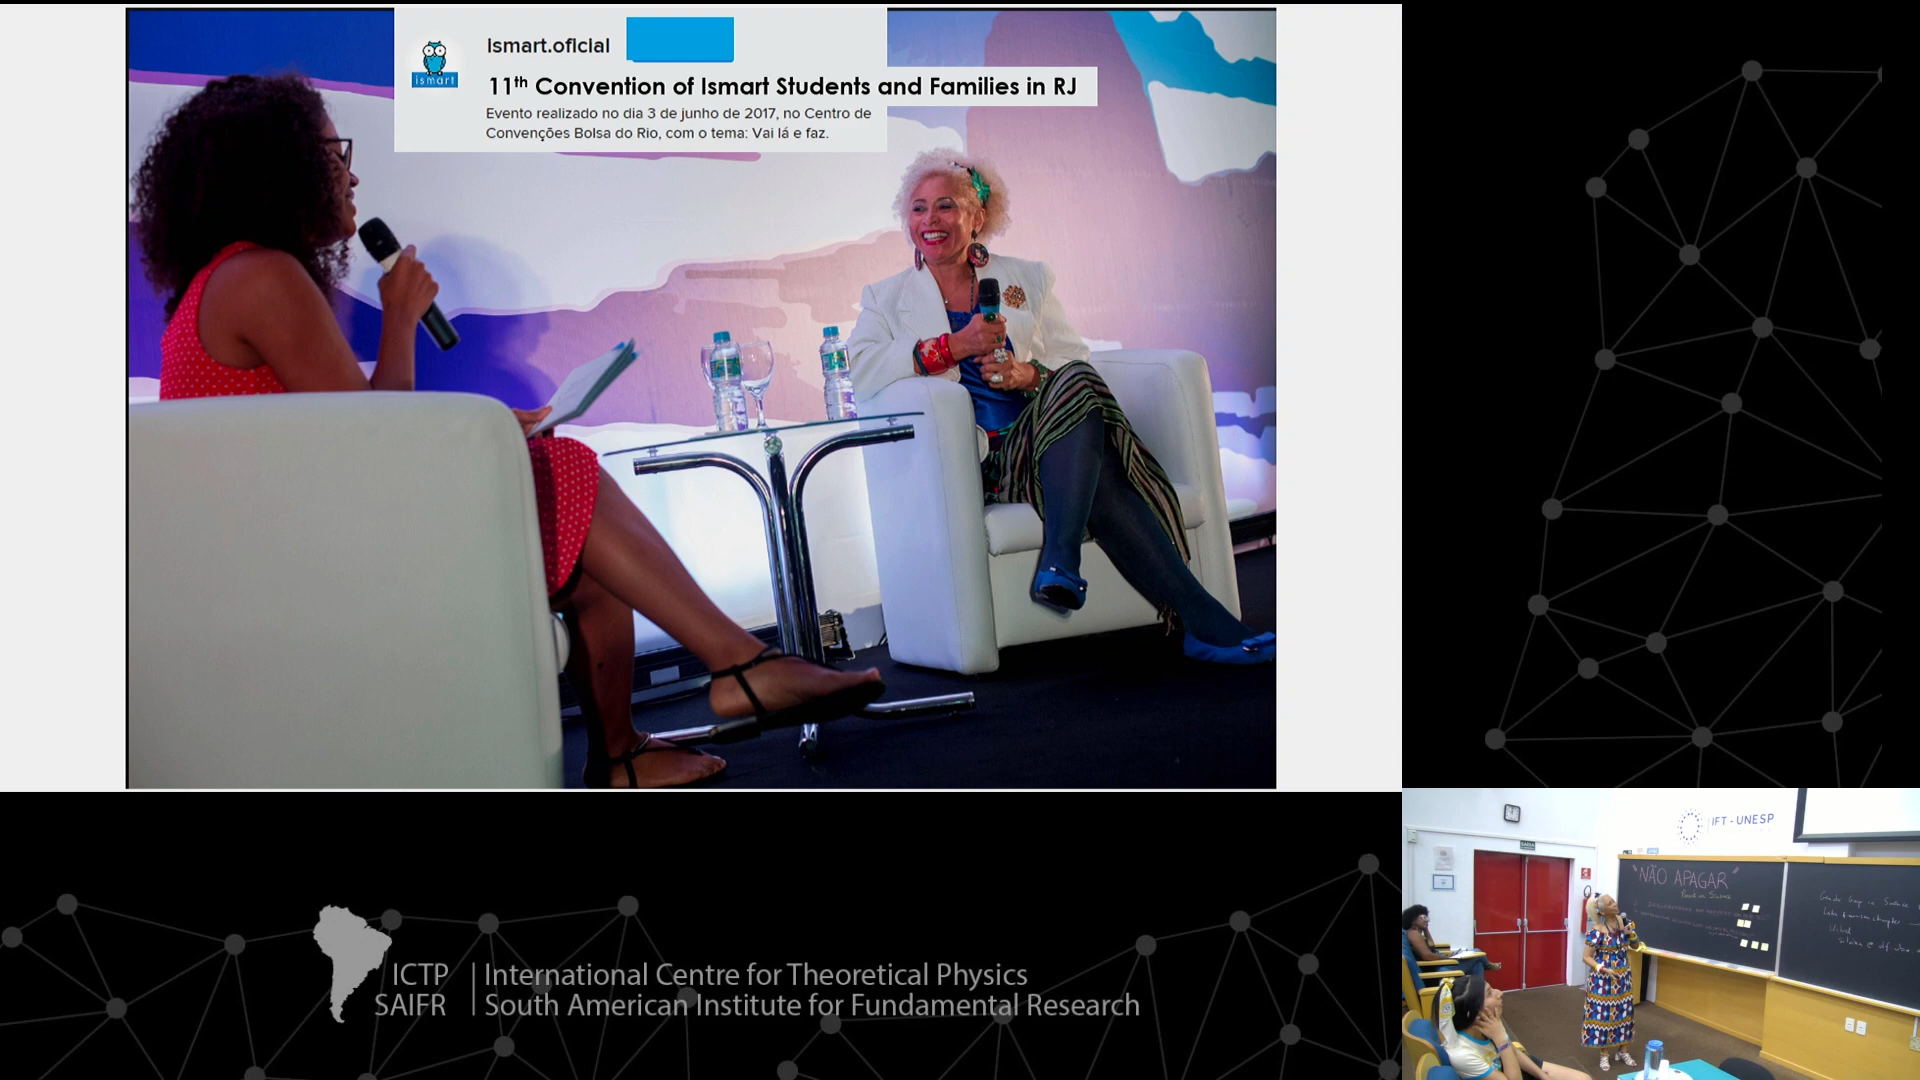 ismart.oficial
ismart
11th Convention of Ismart Students and Families in RJ
Evento realizado no dia 3 de junho de 2017, no Centro de
Convenções Bolsa do Rio, com o tema: Vai lá e faz.
IFT - UNESP
"NÃO APAGAR"
ICTP
SAIFR
International Centre for Theoretical Physics
South American Institute for Fundamental Research